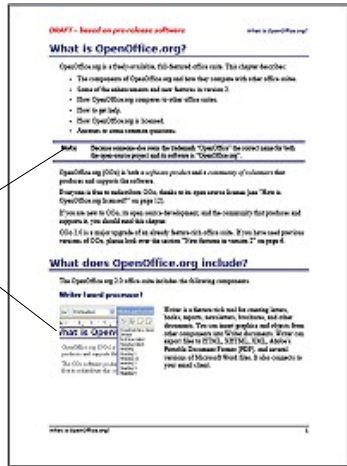 DRAFT - based on pre-release software
What is OpenOffice.org?
What is OpenOffice.org?
OpenOffice.org is a freely-available, full-featured office suite. This chapter describes:
• The components of OpenOffice.org and how they compare with other office suites.
• Some of the enhancements and new features in version 2.
• How OpenOffice.org compares to other office suites.
• How to get help.
• How OpenOffice.org is licensed.
• Answers to some common questions.
Note: Because someone else owns the trademark "OpenOffice" the correct name for both
the open-source project and its software is "OpenOffice.org".
OpenOffice.org (OOo) is both a software product and a community of volunteers that
produces and supports the software.
Everyone is free to redistribute OOo, thanks to its open source license (see "How is
OpenOffice.org licensed?" on page 12).
If you are new to OOo, its open source development, and the community that produces and
supports it, you should read this chapter.
OOo 2.0 is a major upgrade of an already feature-rich office suite. If you have used previous
versions of OOo, please look over the section "New features in version 2" on page 6.
What does OpenOffice.org include?
The OpenOffice.org 2.0 office suite includes the following components.
Writer (word processor)
Writer is a feature-rich tool for creating letters,
books, reports, newsletters, brochures, and other
documents. You can insert graphics and objects from
other components into Writer documents. Writer can
export files to HTML, XHTML, XML, Adobe's
Portable Document Format (PDF), and several
versions of Microsoft Word files. It also connects to
your email client.
What is OpenOffice.org? 1